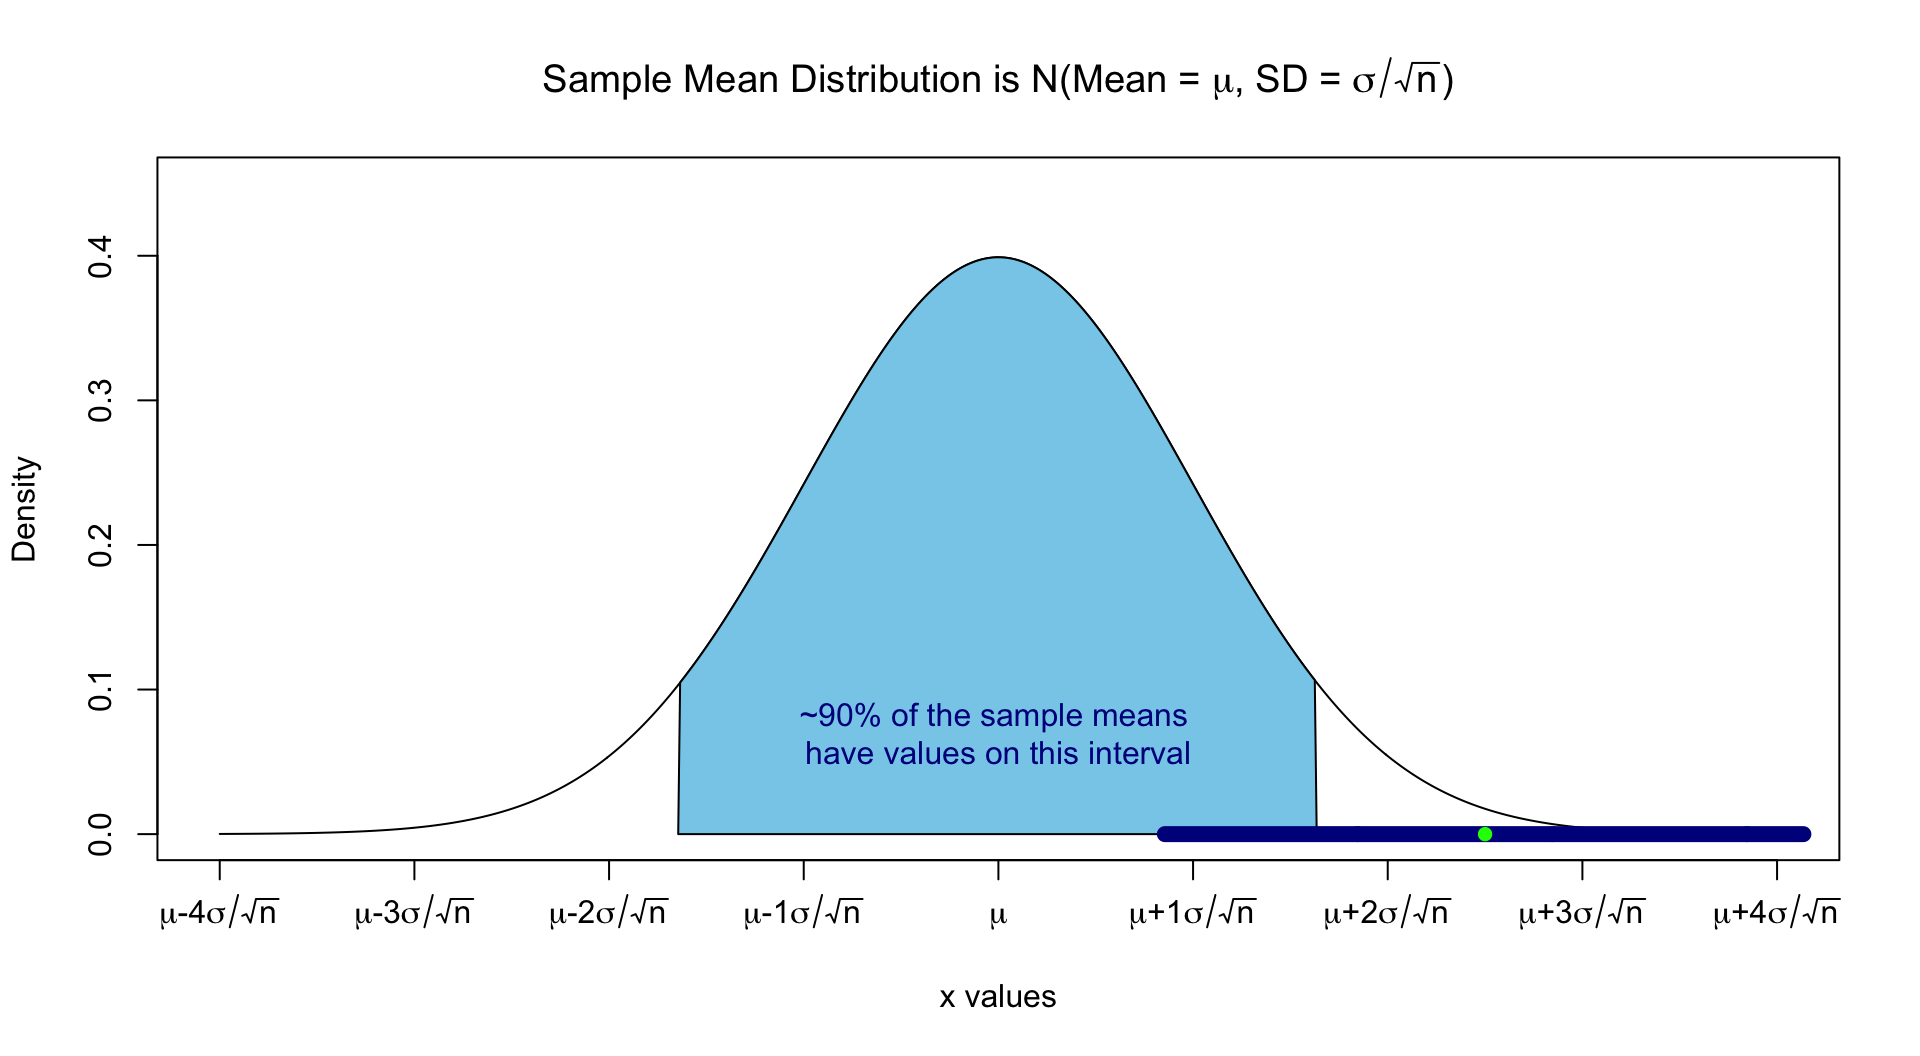 Sample Mean Distribution is N(Mean = μ, SD = σ/√n)
Density
0.4
0.3
0.2
0.1
0.0
~90% of the sample means
have values on this interval
μ-4σ/√n μ-3σ/√n μ-2σ/√n μ-1σ/√n μ μ+1σ/√n μ+2σ/√n μ+3σ/√n μ+4σ/√n
x values